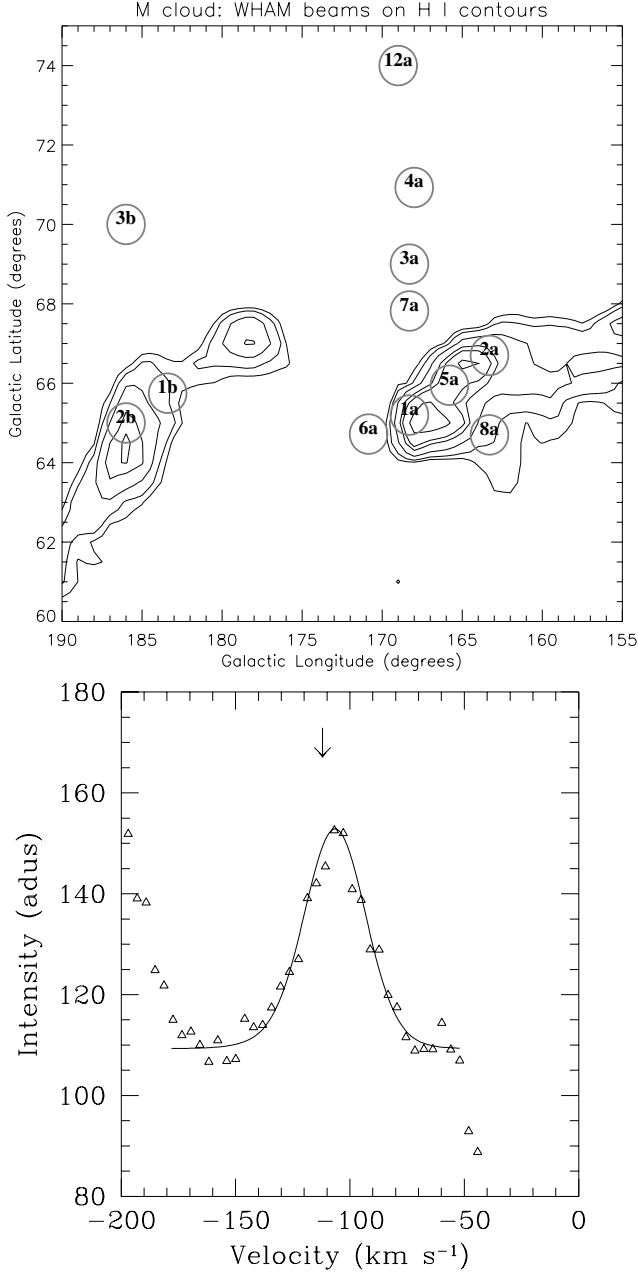 M cloud: WHAM beams on H I contours
74
72
70
68
66
64
62
60
Galactic Latitude (degrees)
12a
4a
3b
3a
7a
2a
5a
1b
1a
2b
6a
8a
190 185 180 175 170 165 160 155
Galactic Longitude (degrees)
180
160
140
120
100
80
Intensity (adus)
−200 −150 −100 −50 0
Velocity (km s⁻¹)